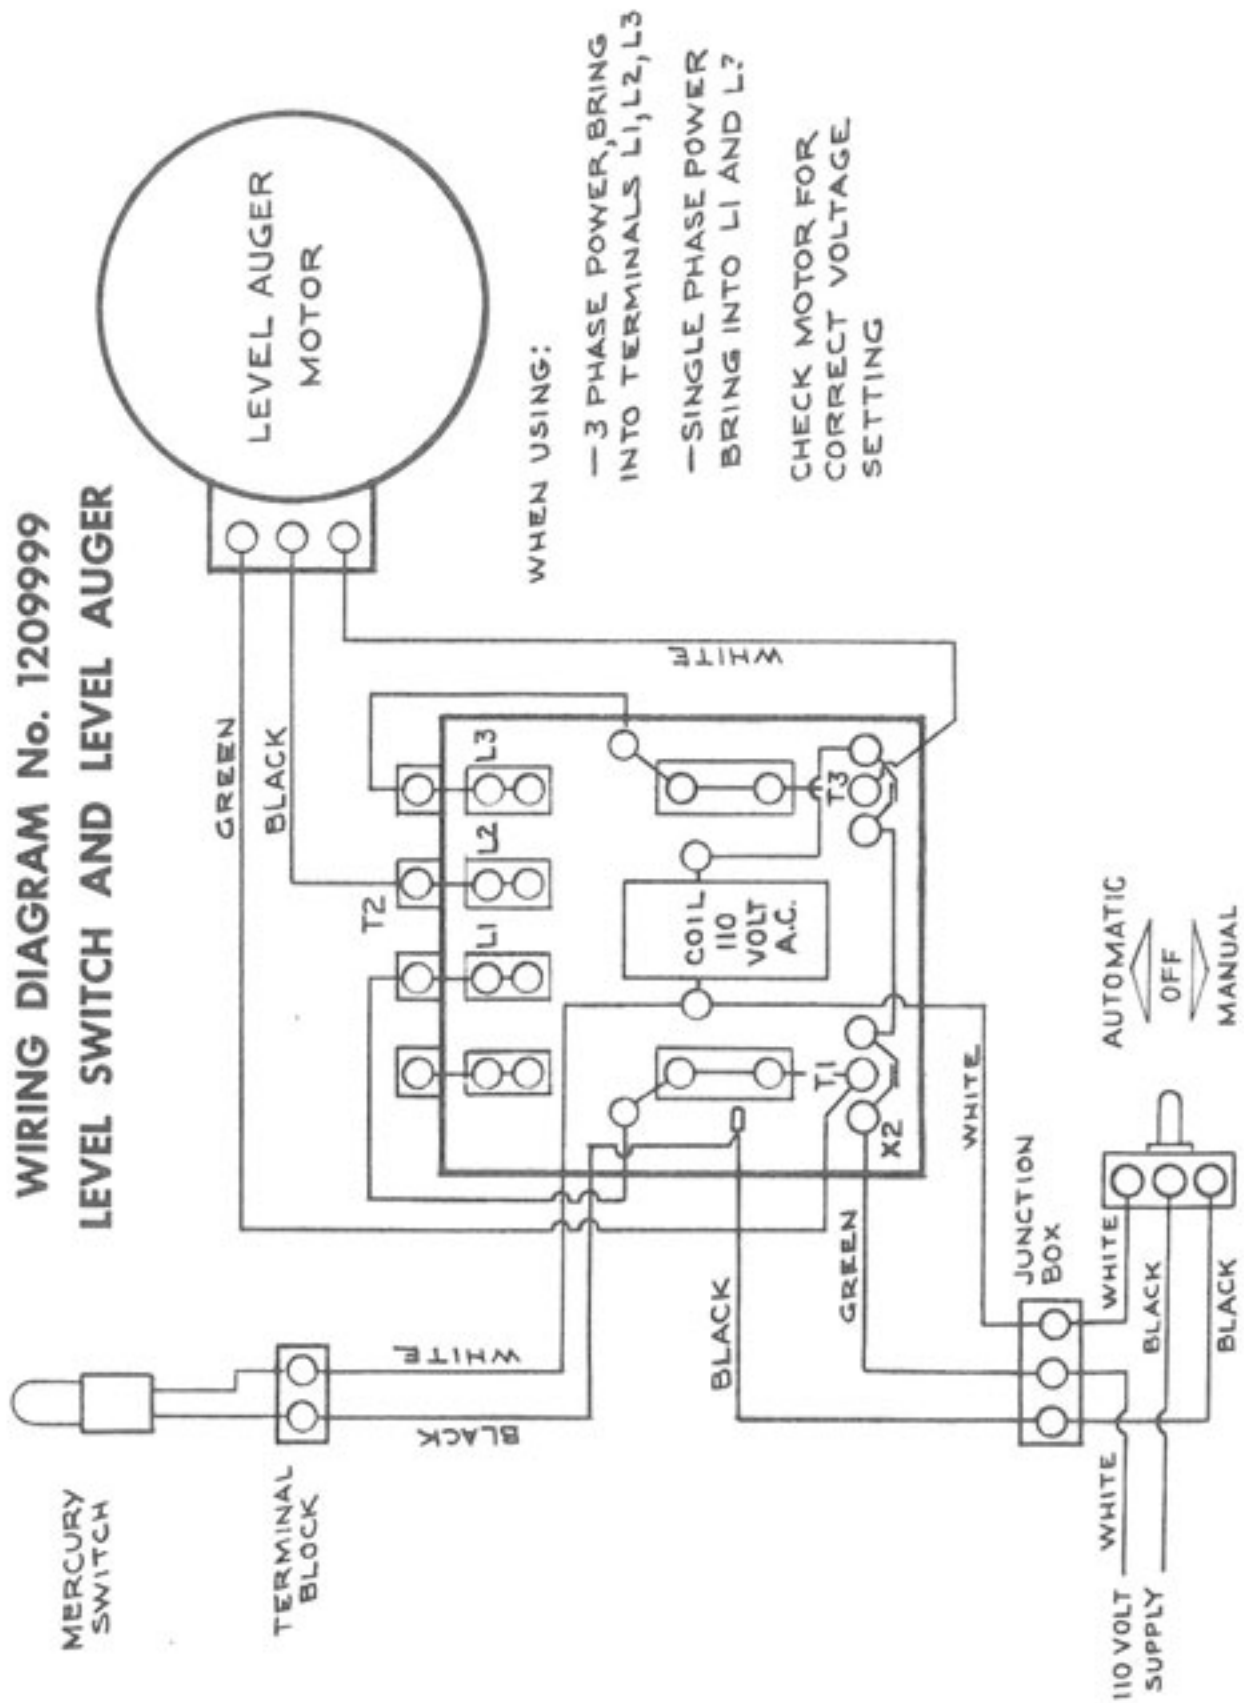 WIRING DIAGRAM No. 1209999
LEVEL SWITCH AND LEVEL AUGER
MERCURY
SWITCH
TERMINAL
BLOCK
WHITE
BLACK
GREEN
BLACK
LEVEL AUGER
MOTOR
T2
L1
L2
L3
WHITE
COIL
110
VOLT
A.C.
T1
T3
X2
BLACK
GREEN
WHITE
WHEN USING:
— 3 PHASE POWER, BRING
INTO TERMINALS L1, L2, L3
— SINGLE PHASE POWER
BRING INTO L1 AND
CHECK MOTOR FOR
CORRECT VOLTAGE
SETTING
JUNCTION
BOX
110 VOLT
SUPPLY
WHITE
WHITE
BLACK
BLACK
AUTOMATIC
OFF
MANUAL